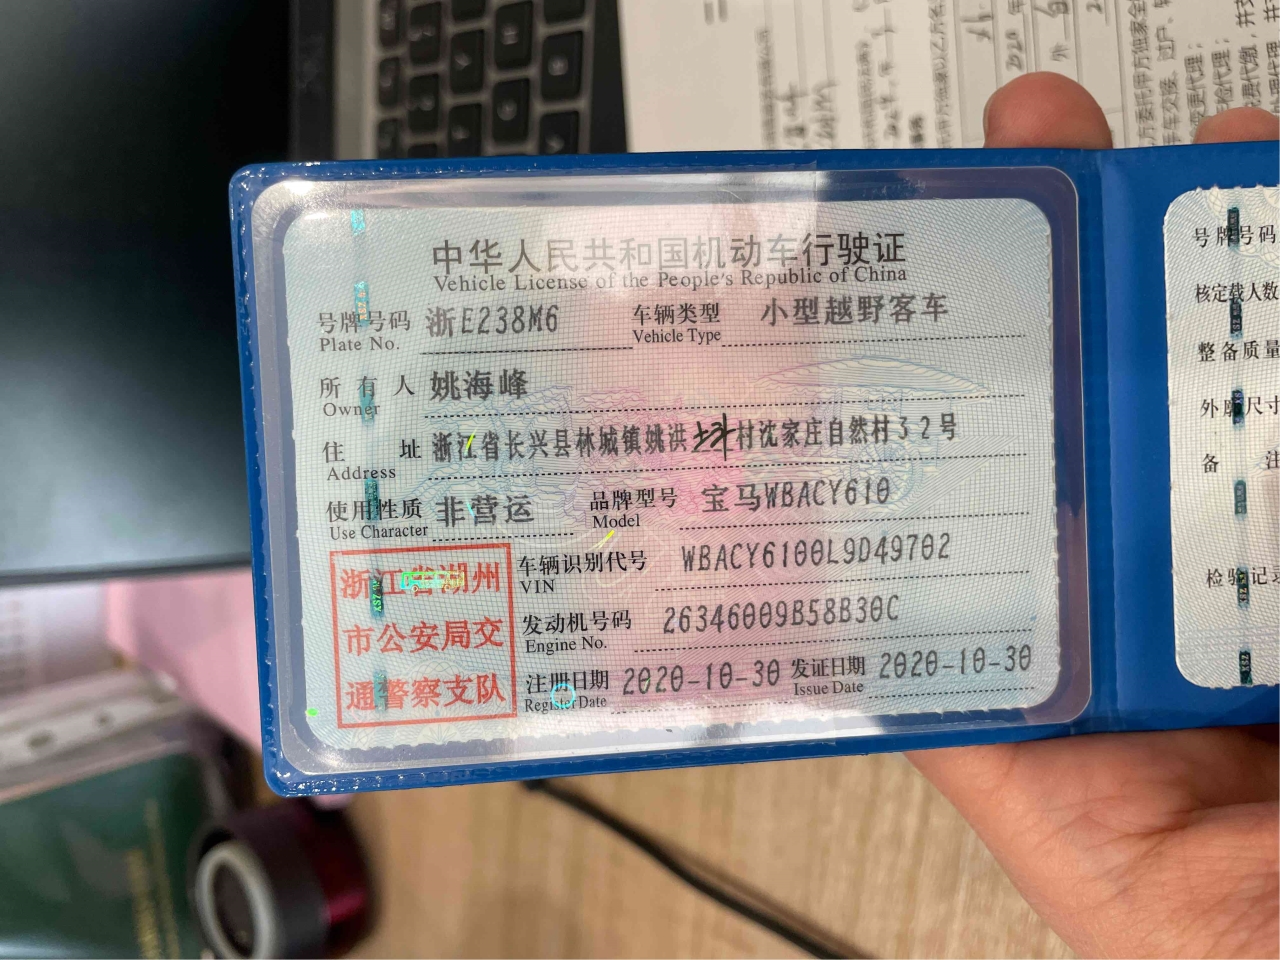 中华人民共和国机动车行驶证
Vehicle License of the People's Republic of China
号牌号码 浙E238M6 车辆类型 小型越野客车
Plate No. Vehicle Type
所有人 姚海峰
Owner
住址 浙江省长兴县林城镇姚洪村沈家庄自然村32号
Address
使用性质 非营运 品牌型号 宝马WBACY610
Use Character Model
车辆识别代号 WBACY6100L9D49702
VIN
发动机号码 26346009B58B30C
Engine No.
注册日期 2020-10-30 发证日期 2020-10-30
Register Date Issue Date
浙江省湖州
市公安局交
通警察支队
号牌号码
核定载人数
整备质量
外廓尺寸
备注
检验记录